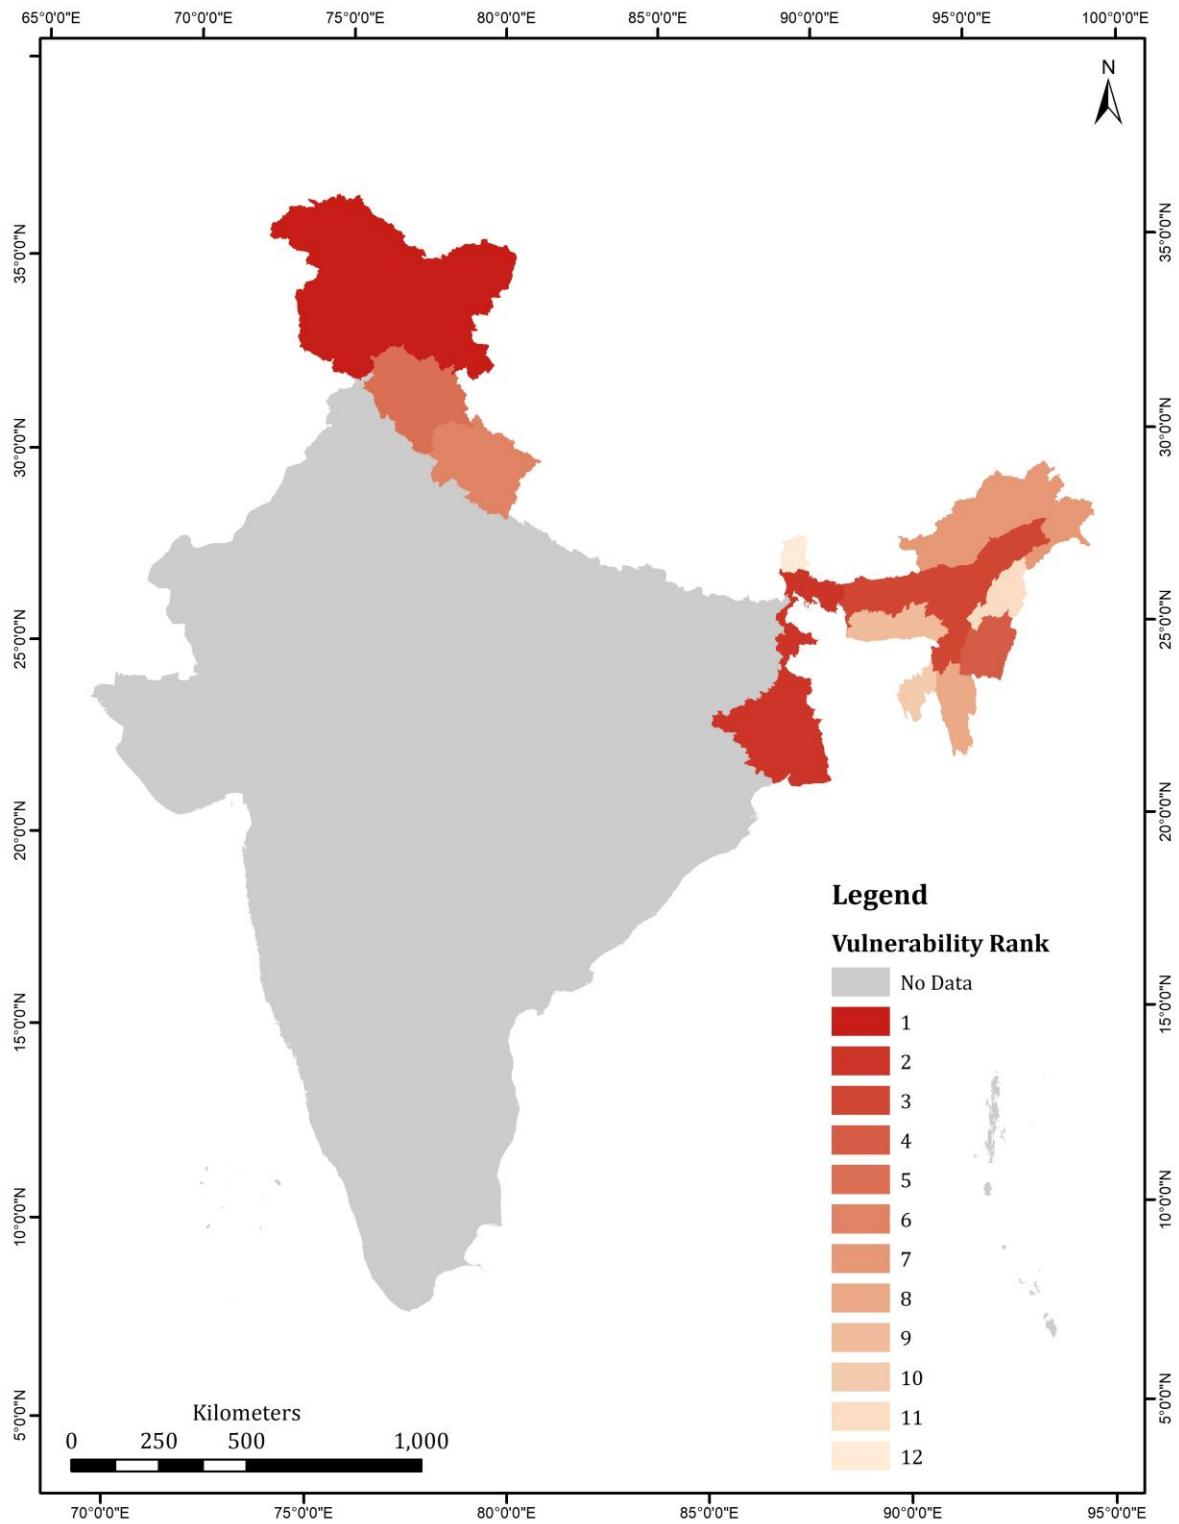 65°0'0"E 70°0'0"E 75°0'0"E 80°0'0"E 85°0'0"E 90°0'0"E 95°0'0"E 100°0'0"E
N
35°0'0"N 35°0'0"N
30°0'0"N 30°0'0"N
25°0'0"N 25°0'0"N
20°0'0"N 20°0'0"N
15°0'0"N 15°0'0"N
10°0'0"N 10°0'0"N
5°0'0"N 5°0'0"N
Legend
Vulnerability Rank
No Data
1
2
3
4
5
6
7
8
9
10
11
12
Kilometers
0 250 500 1,000
70°0'0"E 75°0'0"E 80°0'0"E 85°0'0"E 90°0'0"E 95°0'0"E